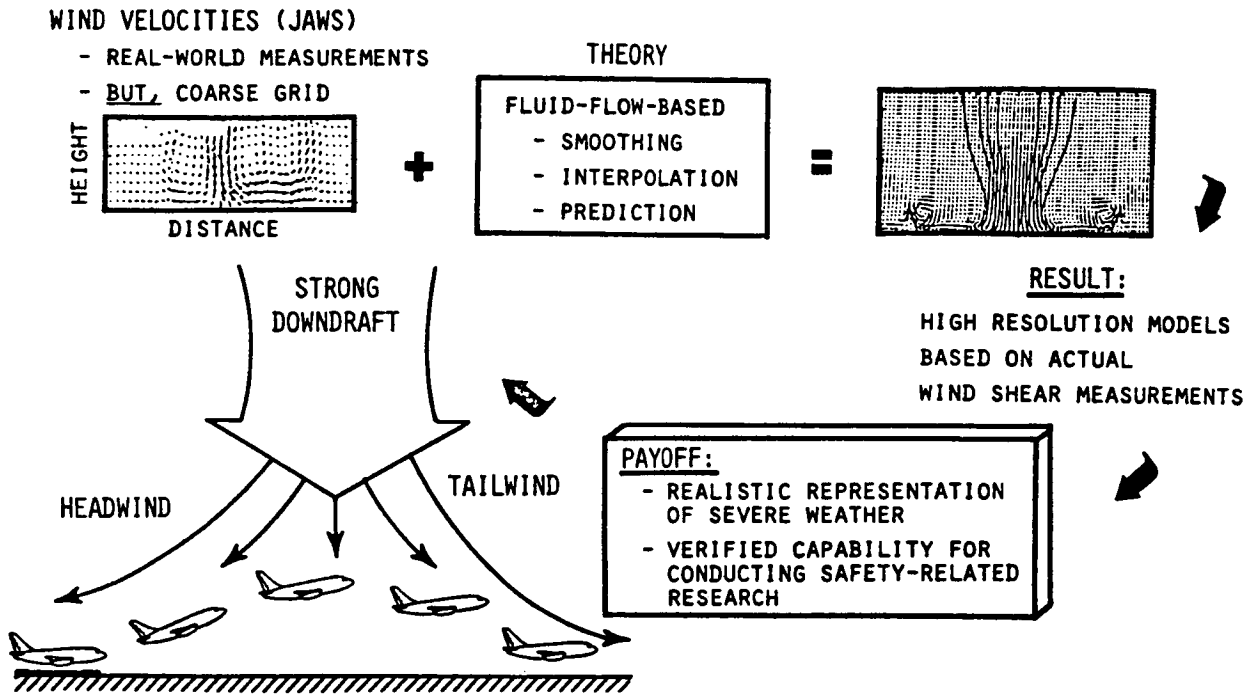 WIND VELOCITIES (JAWS)
- REAL-WORLD MEASUREMENTS
- BUT, COARSE GRID
HEIGHT
DISTANCE
+
THEORY
FLUID-FLOW-BASED
- SMOOTHING
- INTERPOLATION
- PREDICTION
=
RESULT:
HIGH RESOLUTION MODELS
BASED ON ACTUAL
WIND SHEAR MEASUREMENTS
PAYOFF:
- REALISTIC REPRESENTATION
OF SEVERE WEATHER
- VERIFIED CAPABILITY FOR
CONDUCTING SAFETY-RELATED
RESEARCH
STRONG
DOWNDRAFT
HEADWIND
TAILWIND